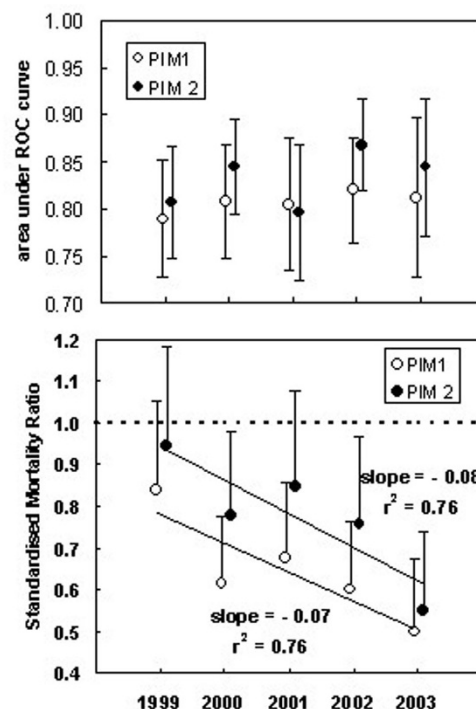 1.00
0.95
0.90
0.85
0.80
0.75
0.70
area under ROC curve
PIM1
PIM 2
1.2
1.1
1.0
0.9
0.8
0.7
0.6
0.5
0.4
Standardised Mortality Ratio
PIM1
PIM 2
slope = - 0.08
r² = 0.76
slope = - 0.07
r² = 0.76
1999 2000 2001 2002 2003